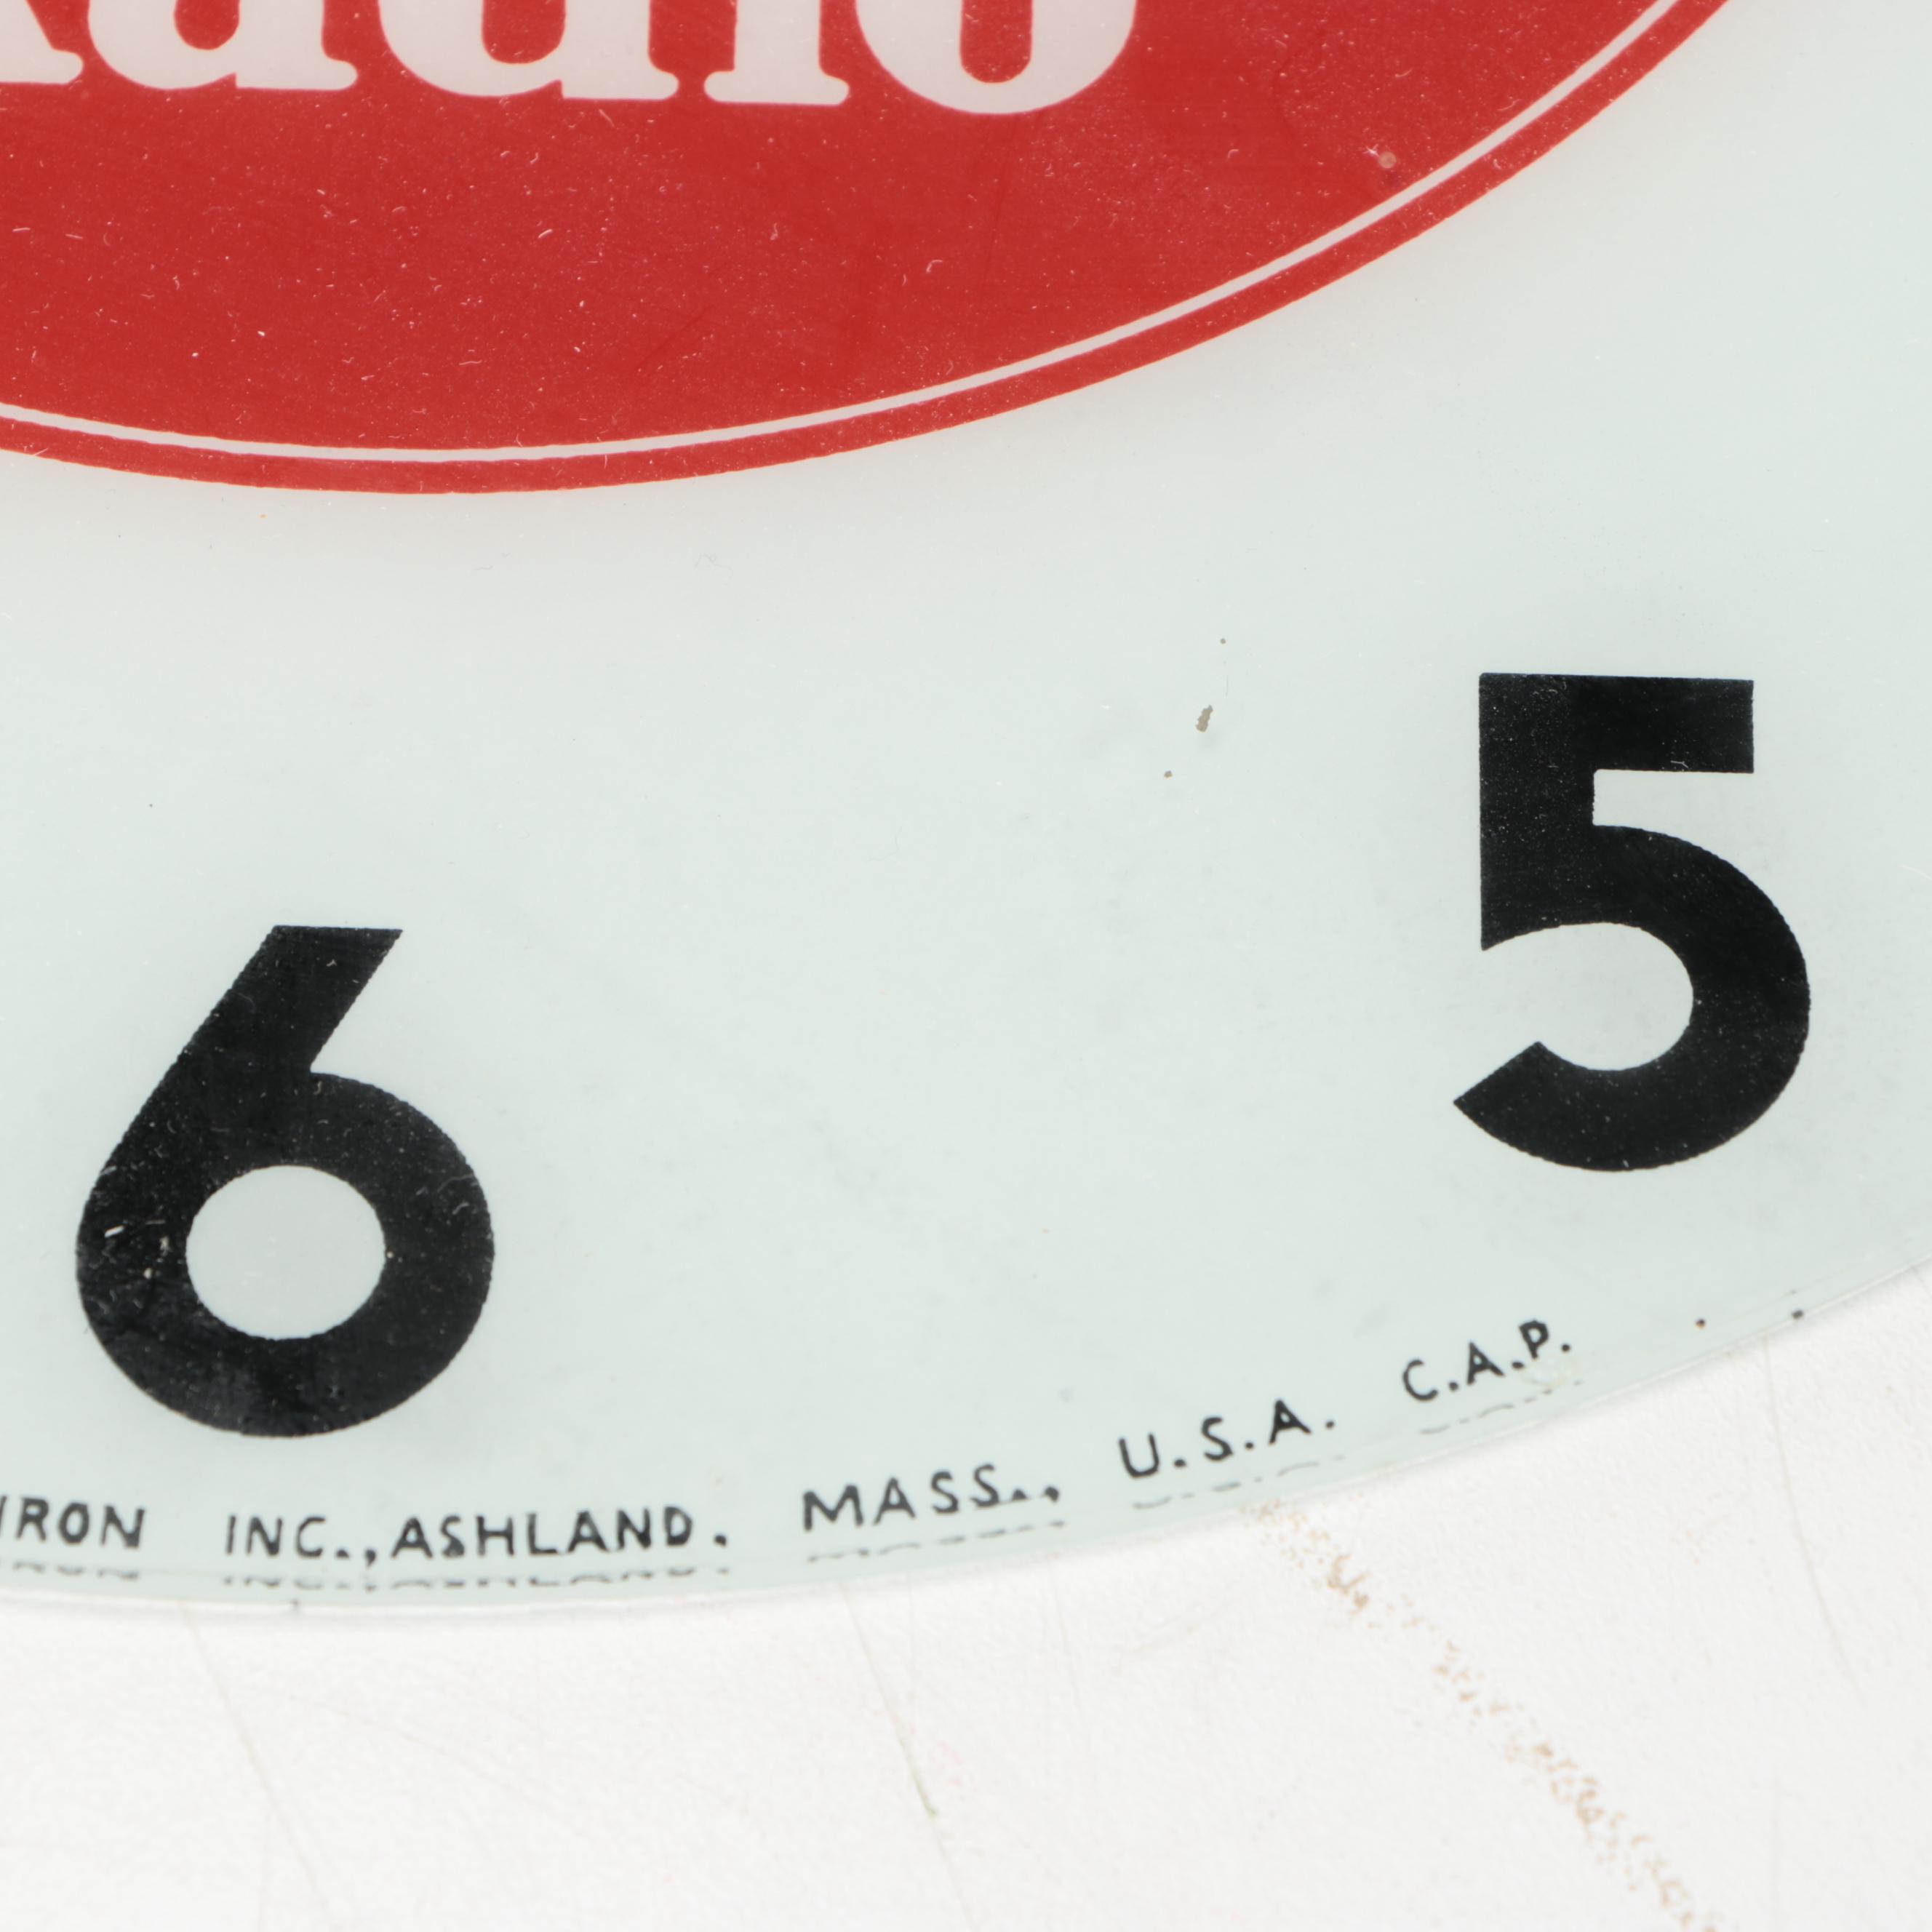 Radio
6 5
IRON INC., ASHLAND. MASS., U.S.A. C.A.P.